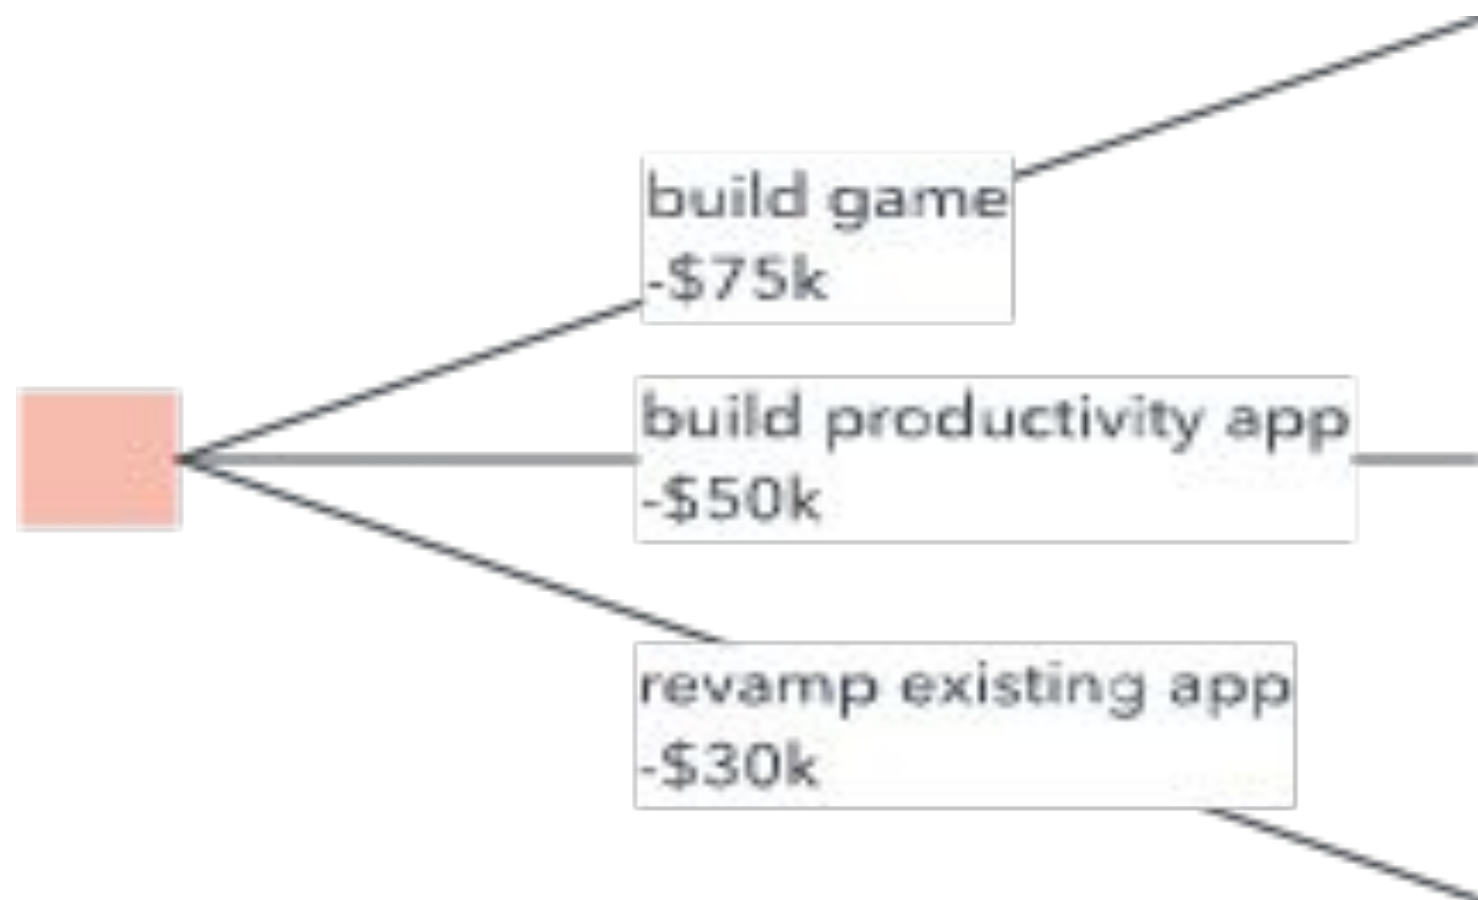 build game
-$75k
build productivity app
-$50k
revamp existing app
-$30k